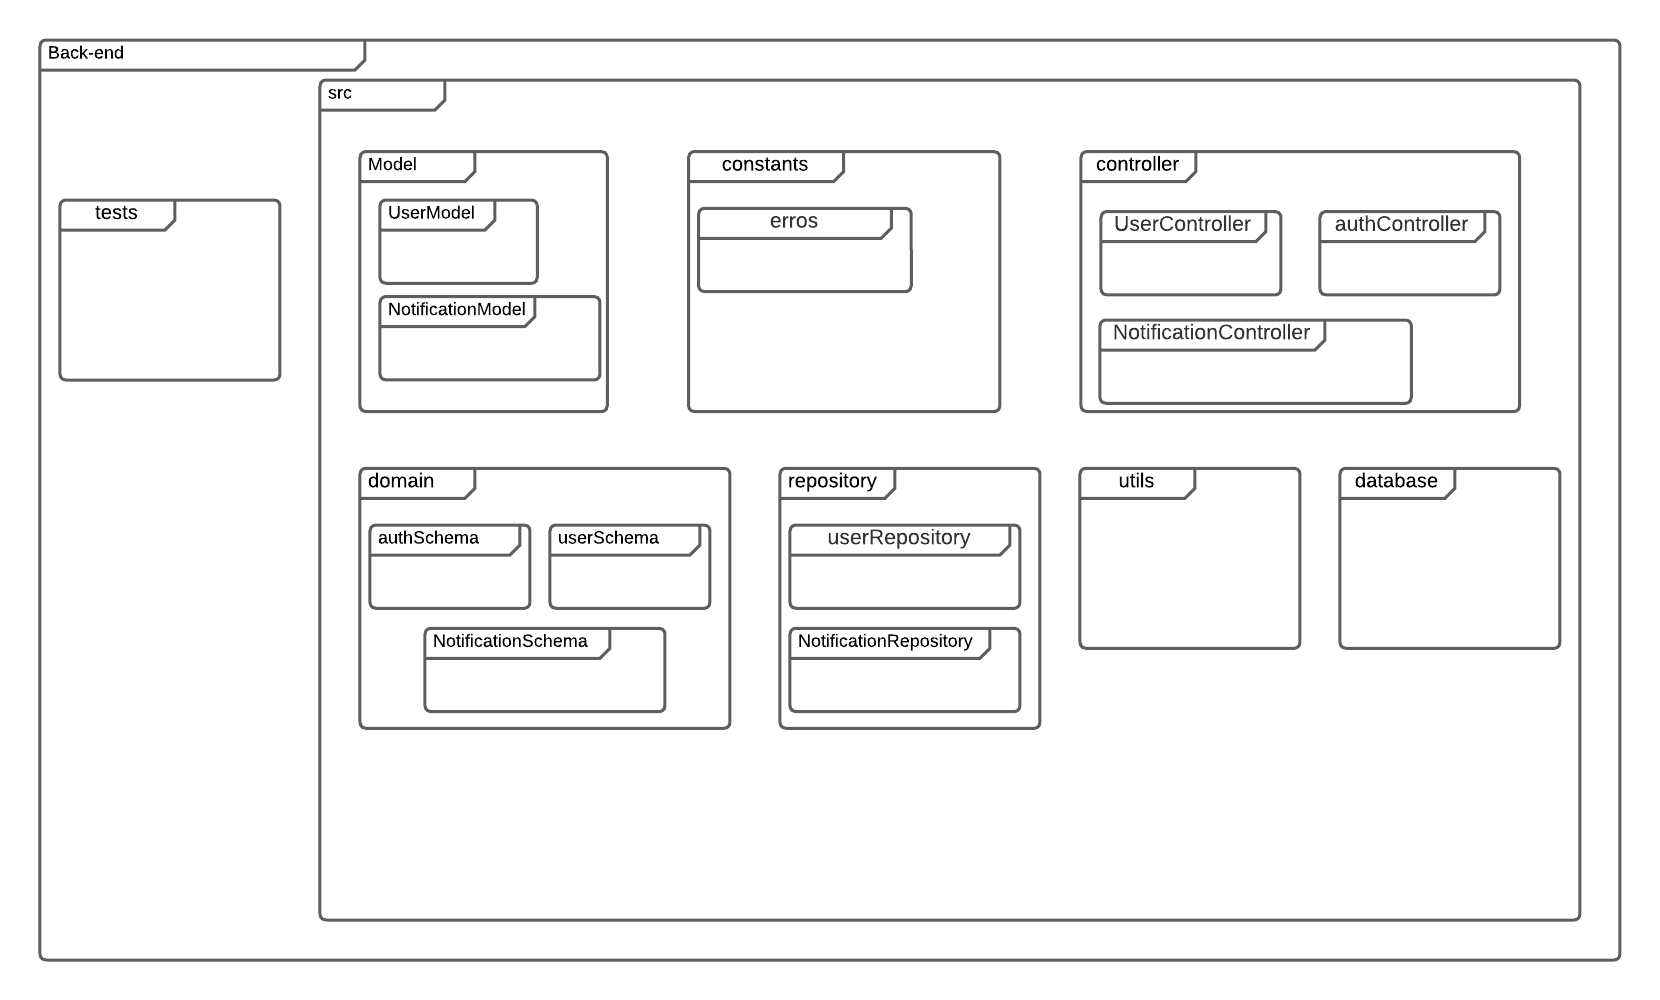 Back-end
src
Model
constants
controller
tests
UserModel
erros
UserController
authController
NotificationModel
NotificationController
domain
repository
utils
database
authSchema
userSchema
userRepository
NotificationSchema
NotificationRepository